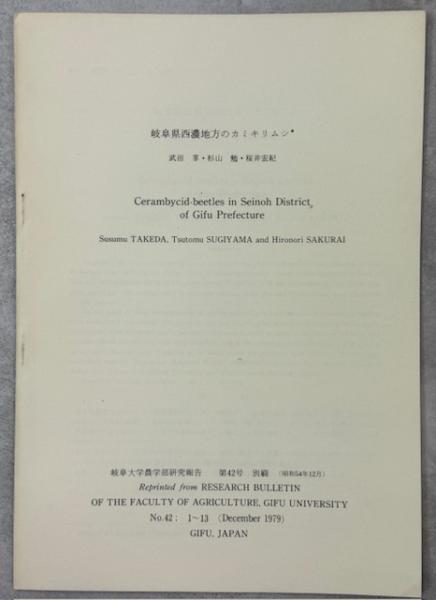 岐阜県西濃地方のカミキリムシ*
武田 享・杉山 勉・桜井宏紀
Cerambycid-beetles in Seinoh District,
of Gifu Prefecture
Susumu TAKEDA, Tsutomu SUGIYAMA and Hironori SAKURAI
岐阜大学農学部研究報告 第42号 別刷 (昭和54年12月)
Reprinted from RESEARCH BULLETIN
OF THE FACULTY OF AGRICULTURE, GIFU UNIVERSITY
No.42: 1~13 (December 1979)
GIFU, JAPAN